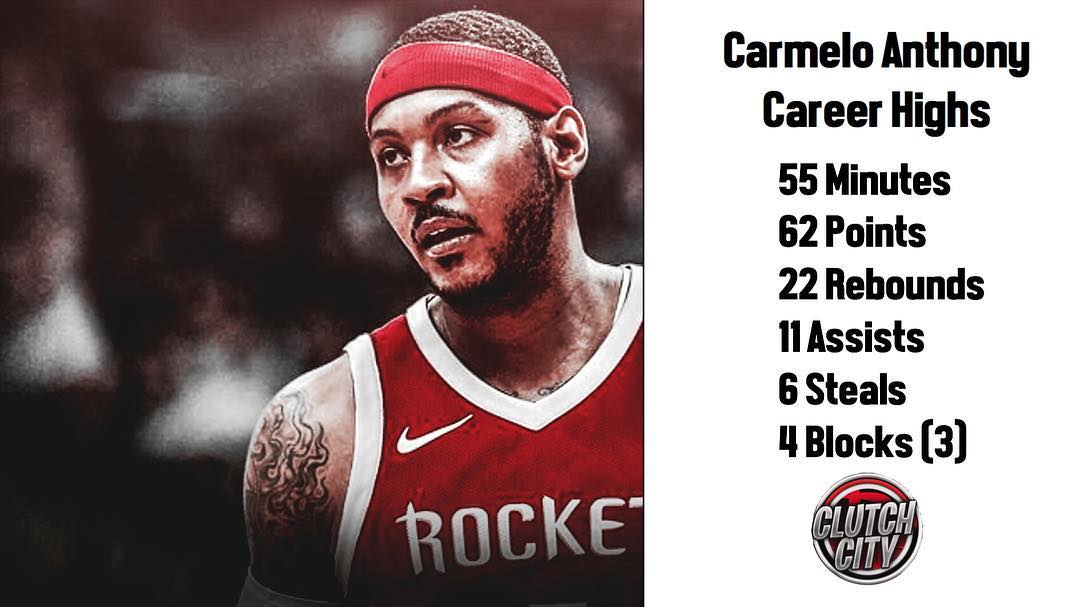 Carmelo Anthony
Career Highs
55 Minutes
62 Points
22 Rebounds
11 Assists
6 Steals
4 Blocks (3)
CLUTCH
CITY
ROCKET